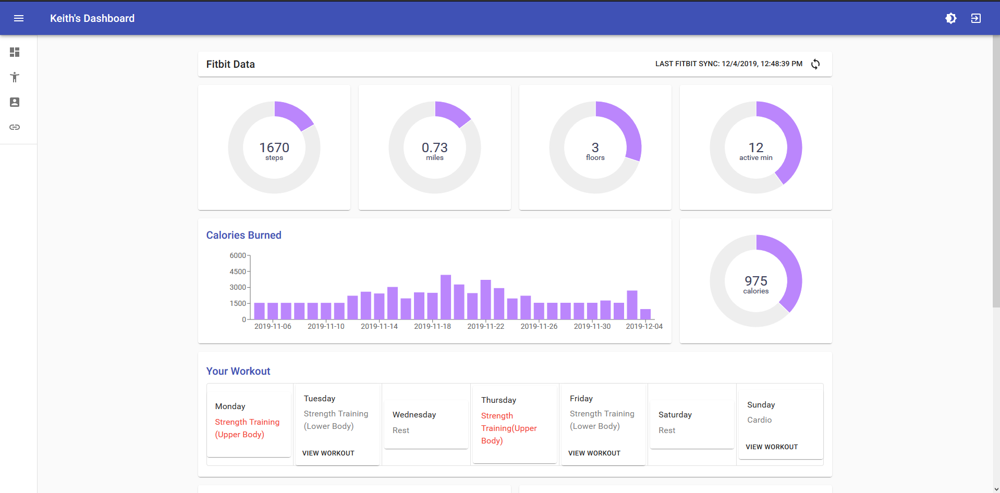 Keith's Dashboard
Fitbit Data
LAST FITBIT SYNC: 12/4/2019, 12:48:39 PM
1670
steps
0.73
miles
3
floors
12
active min
Calories Burned
6000
4500
3000
1500
0
2019-11-06 2019-11-10 2019-11-14 2019-11-18 2019-11-22 2019-11-26 2019-11-30 2019-12-04
975
calories
Your Workout
Monday
Strength Training
(Upper Body)
Tuesday
Strength Training
(Lower Body)
VIEW WORKOUT
Wednesday
Rest
Thursday
Strength
Training(Upper
Body)
Friday
Strength Training
(Lower Body)
VIEW WORKOUT
Saturday
Rest
Sunday
Cardio
VIEW WORKOUT